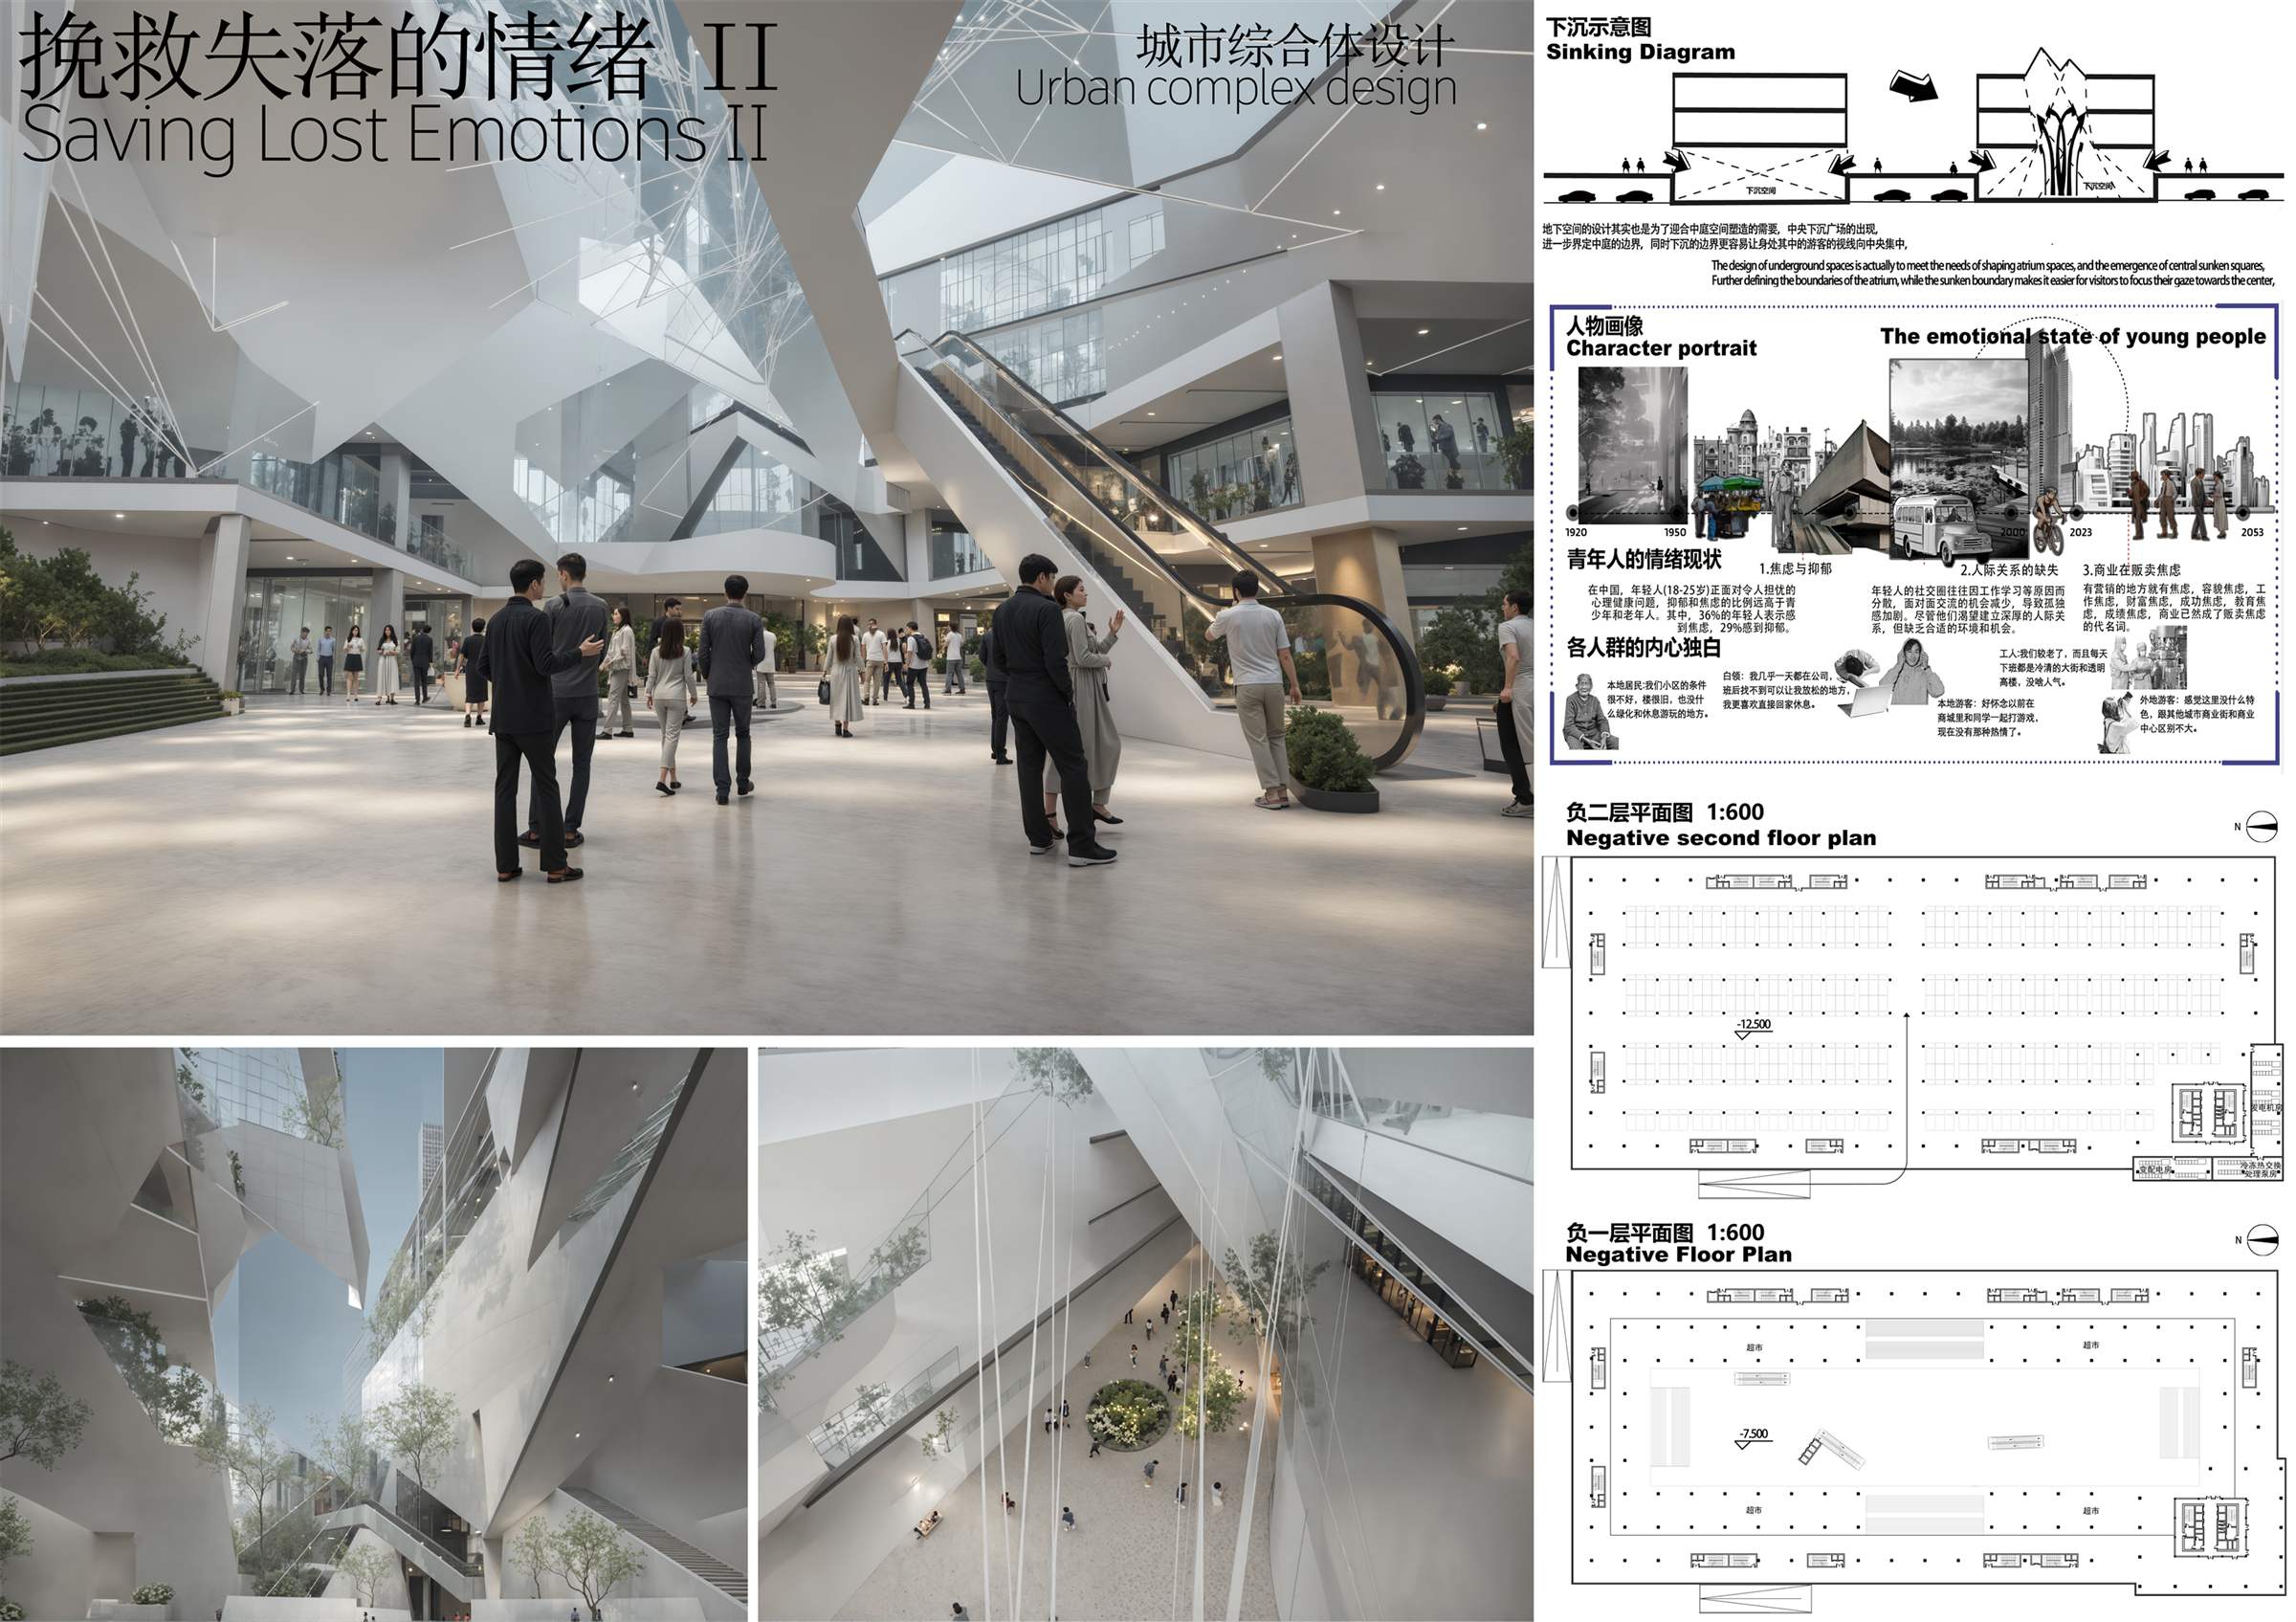 挽救失落的情绪 II
Saving Lost Emotions II
城市综合体设计
Urban complex design
下沉示意图
Sinking Diagram
下沉空间
下沉空间
地下空间的设计其实也是为了迎合中庭空间塑造的需要，中央下沉广场的出现，
进一步界定中庭的边界，同时下沉的边界更容易让身处其中的游客的视线向中央集中，
The design of underground spaces is actually to meet the needs of shaping atrium spaces, and the emergence of central sunken squares,
Further defining the boundaries of the atrium, while the sunken boundary makes it easier for visitors to focus their gaze towards the center,
人物画像
Character portrait
The emotional state of young people
1920
1950
2000
2023
2053
青年人的情绪现状
1.焦虑与抑郁
在中国，年轻人(18-25岁)正面对令人担忧的
心理健康问题，抑郁和焦虑的比例远高于青
少年和老年人。其中，36%的年轻人表示感
到焦虑，29%感到抑郁。
2.人际关系的缺失
年轻人的社交圈往往因工作学习等原因而
分散，面对面交流的机会减少，导致孤独
感加剧。尽管他们渴望建立深厚的人际关
系，但缺乏合适的环境和机会。
3.商业在贩卖焦虑
有营销的地方就有焦虑，容貌焦虑，工
作焦虑，财富焦虑，成功焦虑，教育焦
虑，成绩焦虑，商业已然成了贩卖焦虑
的代名词。
各人群的内心独白
本地居民:我们小区的条件
很不好，楼很旧，也没什
么绿化和休息游玩的地方。
白领：我几乎一天都在公司，
班后找不到可以让我放松的地方，
我更喜欢直接回家休息。
本地游客：好怀念以前在
商城里和同学一起打游戏，
现在没有那种热情了。
工人:我们较老了，而且每天
下班都是冷清的大街和透明
高楼，没啥人气。
外地游客：感觉这里没什么特
色，跟其他城市商业街和商业
中心区别不大。
负二层平面图 1:600
Negative second floor plan
N
-12.500
发电机房
变配电房
冷冻热交换
处理泵房
负一层平面图 1:600
Negative Floor Plan
N
超市
超市
-7.500
超市
超市